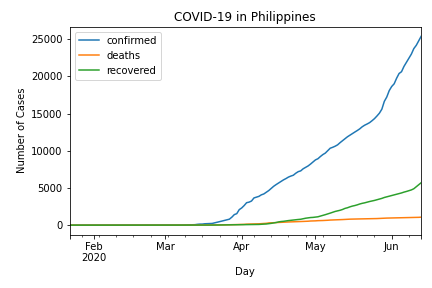 COVID-19 in Philippines
confirmed
deaths
recovered
Number of Cases
25000
20000
15000
10000
5000
0
Feb Mar Apr May Jun
2020
Day